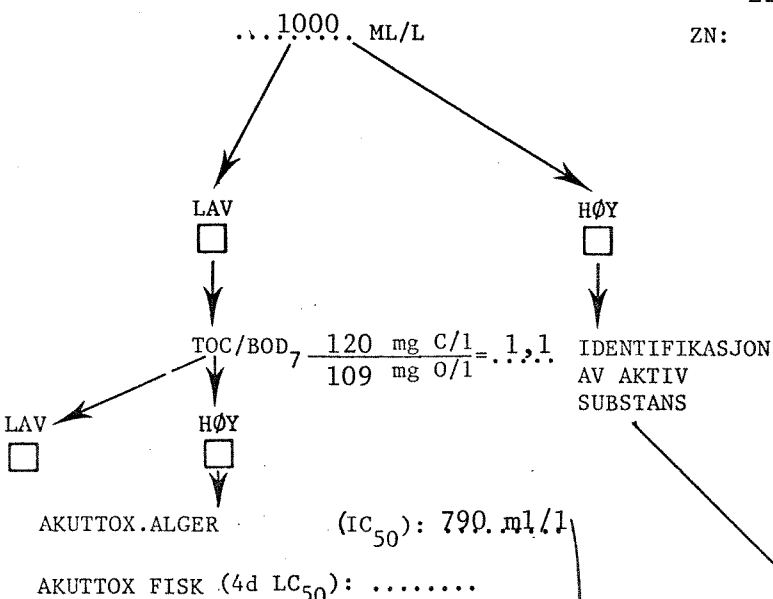 1000 ML/L
ZN:
LAV
HØY
TOC/BOD7 120 mg C/l / 109 mg O/l = 1,1
IDENTIFIKASJON
AV AKTIV
SUBSTANS
LAV
HØY
AKUTTOX.ALGER (IC50): 790 ml/l
AKUTTOX FISK (4d LC50): ........